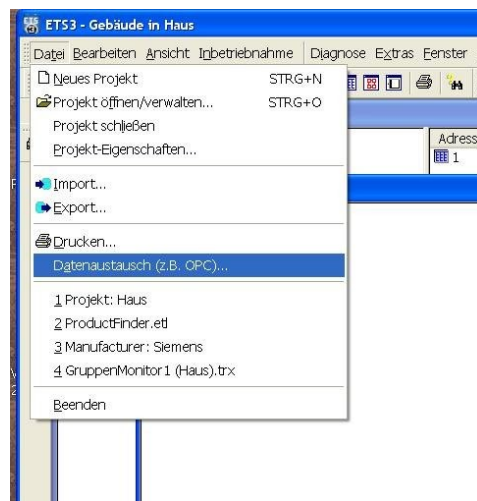 ETS3 - Gebäude in Haus
Datei Bearbeiten Ansicht Inbetriebnahme Diagnose Extras Fenster
Neues Projekt STRG+N
Projekt öffnen/verwalten... STRG+O
Projekt schließen
Projekt-Eigenschaften...
Adress
1
Import...
Export...
Drucken...
Datenaustausch (z.B. OPC)...
1 Projekt: Haus
2 ProductFinder.etl
3 Manufacturer: Siemens
4 GruppenMonitor1 (Haus).trx
Beenden